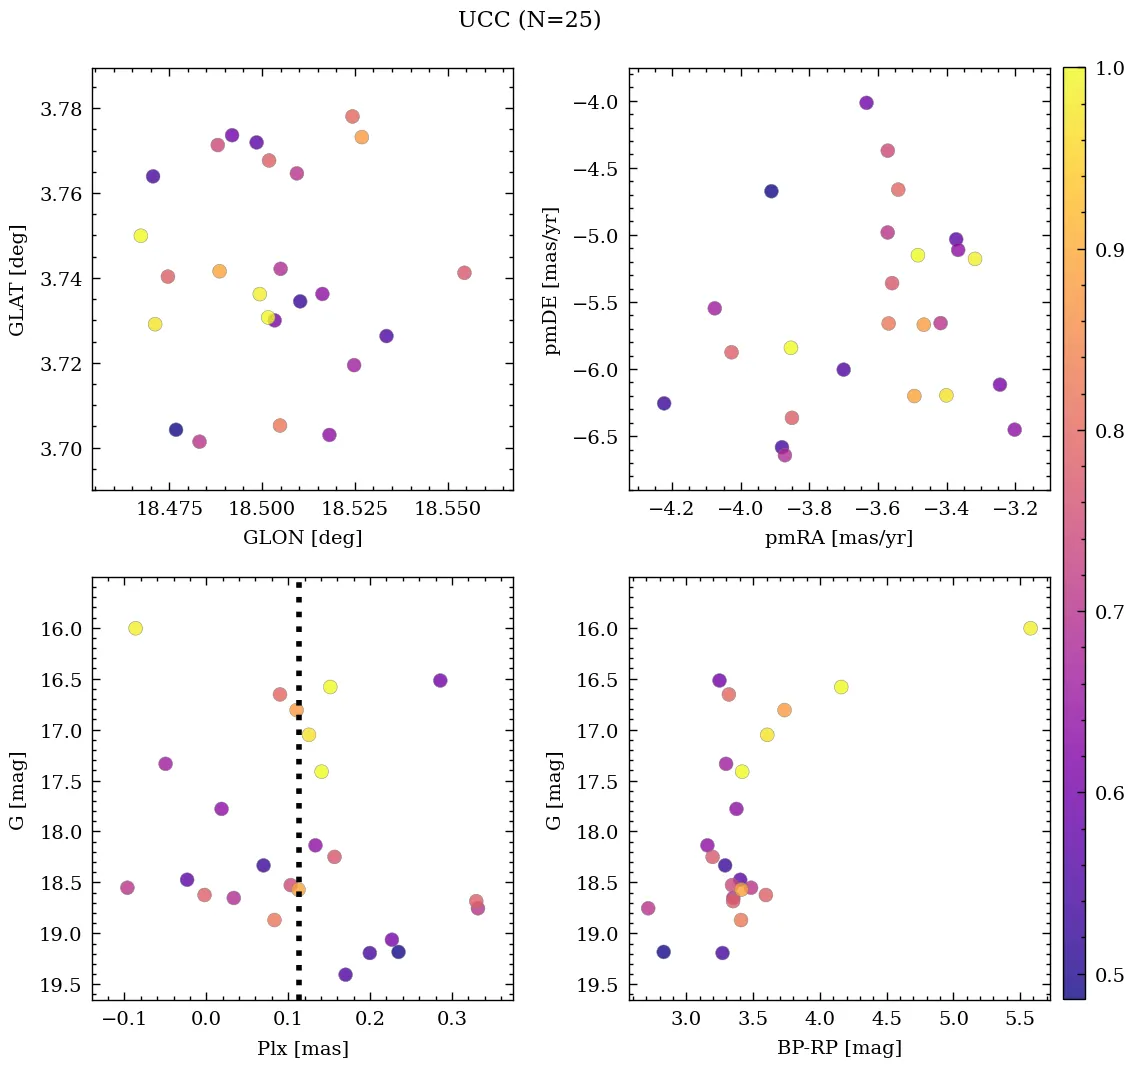 UCC (N=25)
3.78
3.76
3.74
3.72
3.70
GLAT [deg]
18.475 18.500 18.525 18.550
GLON [deg]
−4.0
−4.5
−5.0
−5.5
−6.0
−6.5
pmDE [mas/yr]
−4.2 −4.0 −3.8 −3.6 −3.4 −3.2
pmRA [mas/yr]
16.0
16.5
17.0
17.5
18.0
18.5
19.0
19.5
G [mag]
−0.1 0.0 0.1 0.2 0.3
Plx [mas]
16.0
16.5
17.0
17.5
18.0
18.5
19.0
19.5
G [mag]
3.0 3.5 4.0 4.5 5.0 5.5
BP-RP [mag]
1.0
0.9
0.8
0.7
0.6
0.5